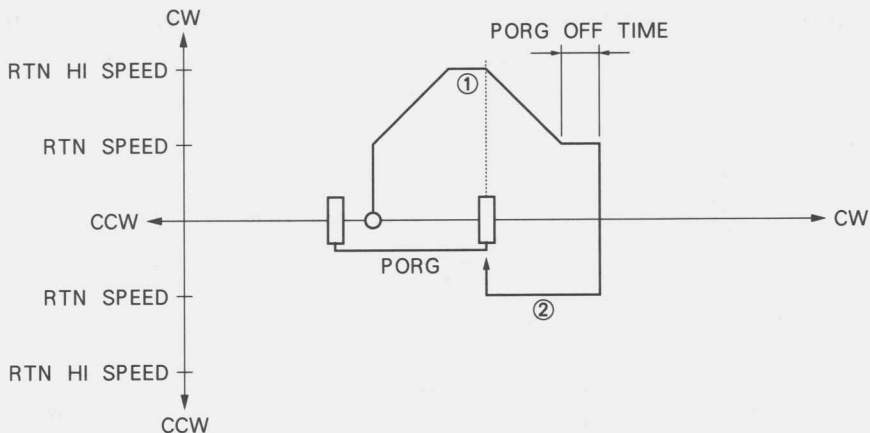 CW
PORG OFF TIME
RTN HI SPEED
①
RTN SPEED
CCW
CW
PORG
RTN SPEED
②
RTN HI SPEED
CCW